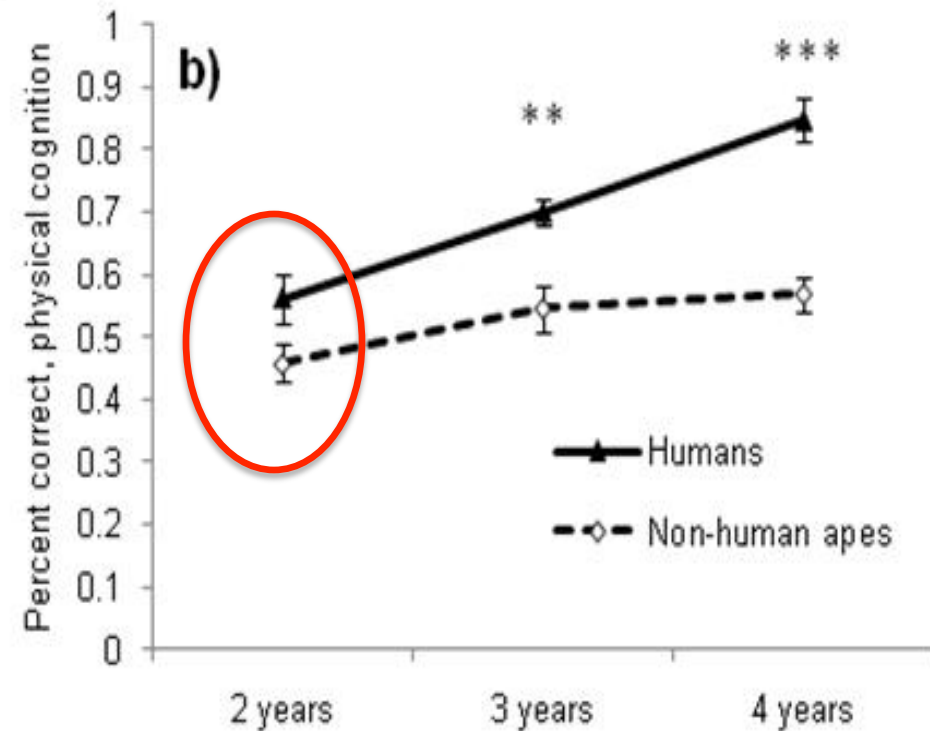 b)
Percent correct, physical cognition
1
0.9
0.8
0.7
0.6
0.5
0.4
0.3
0.2
0.1
0
**
***
Humans
Non-human apes
2 years
3 years
4 years